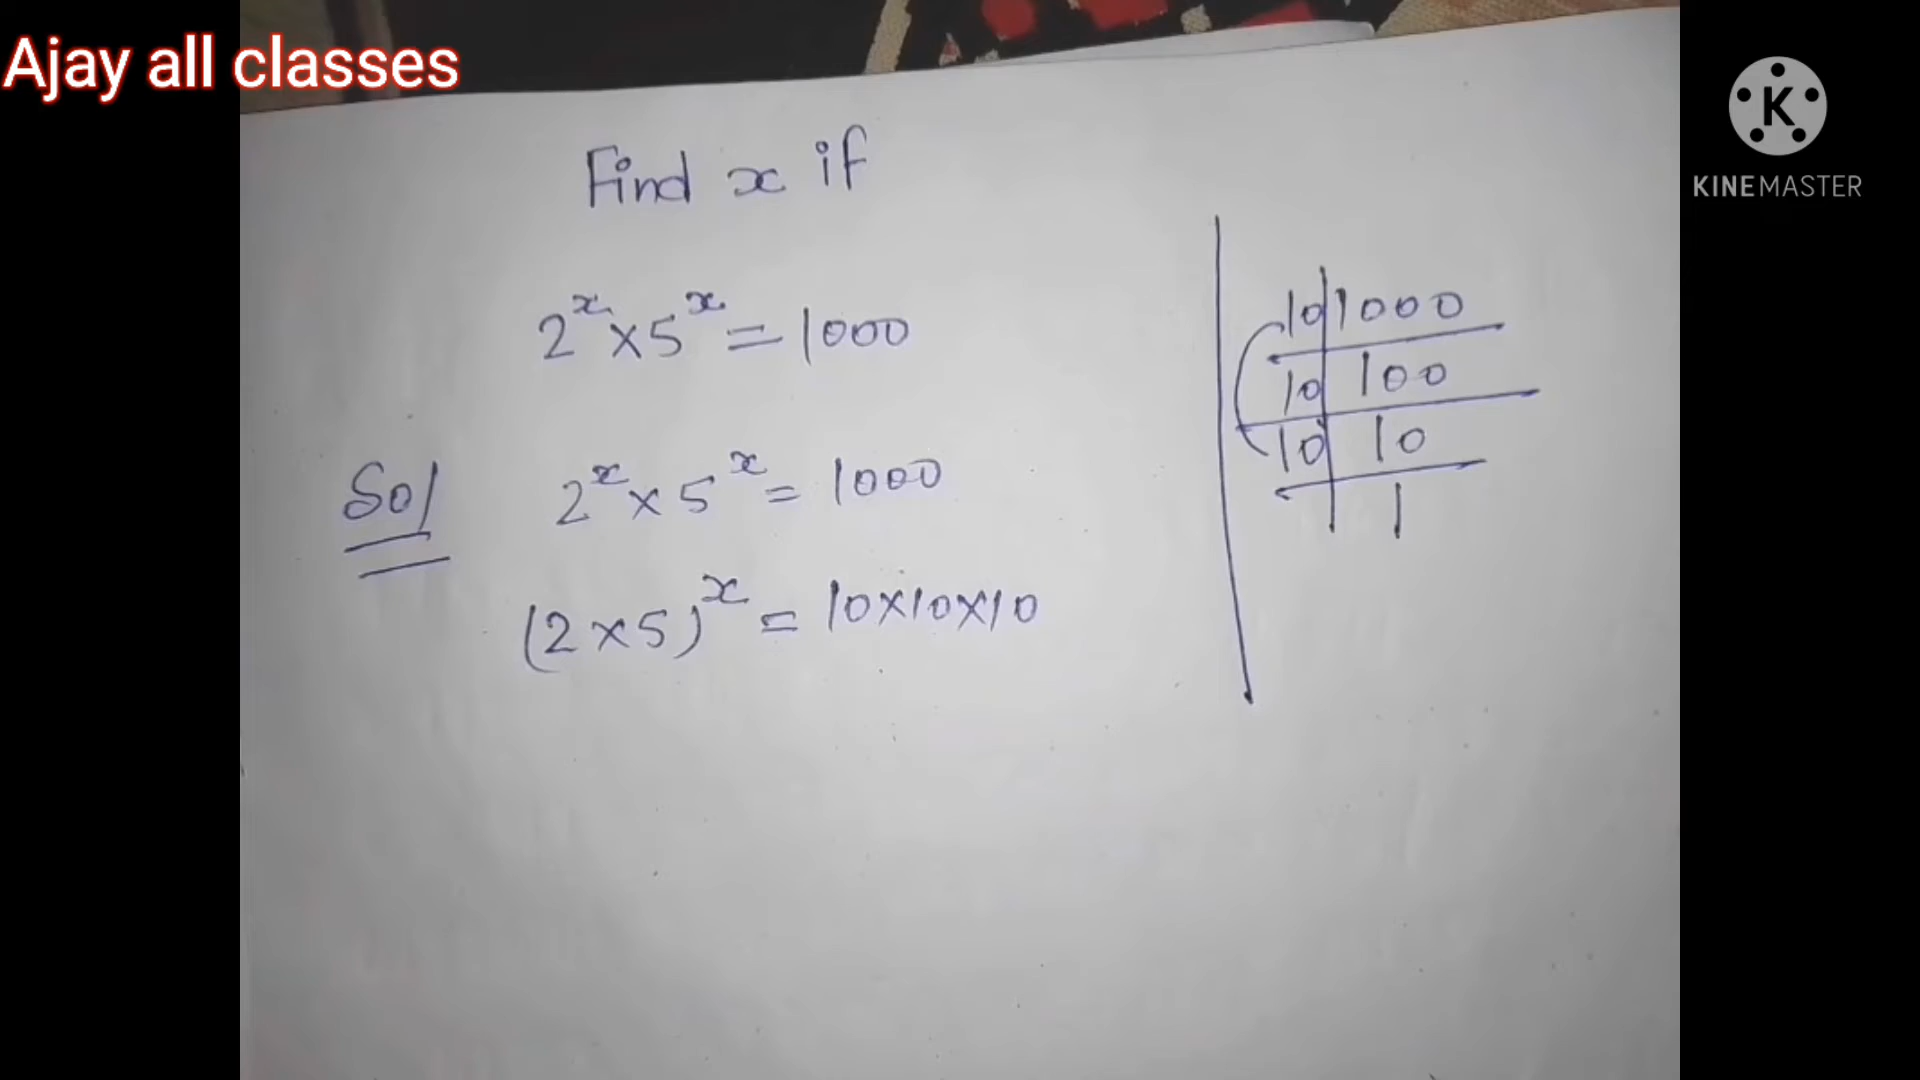 Ajay all classes
K
KINEMASTER
Find x if
2^x × 5^x = 1000
Sol 2^x × 5^x = 1000
(2 × 5)^x = 10×10×10
10 | 1000
10 | 100
10 | 10
1